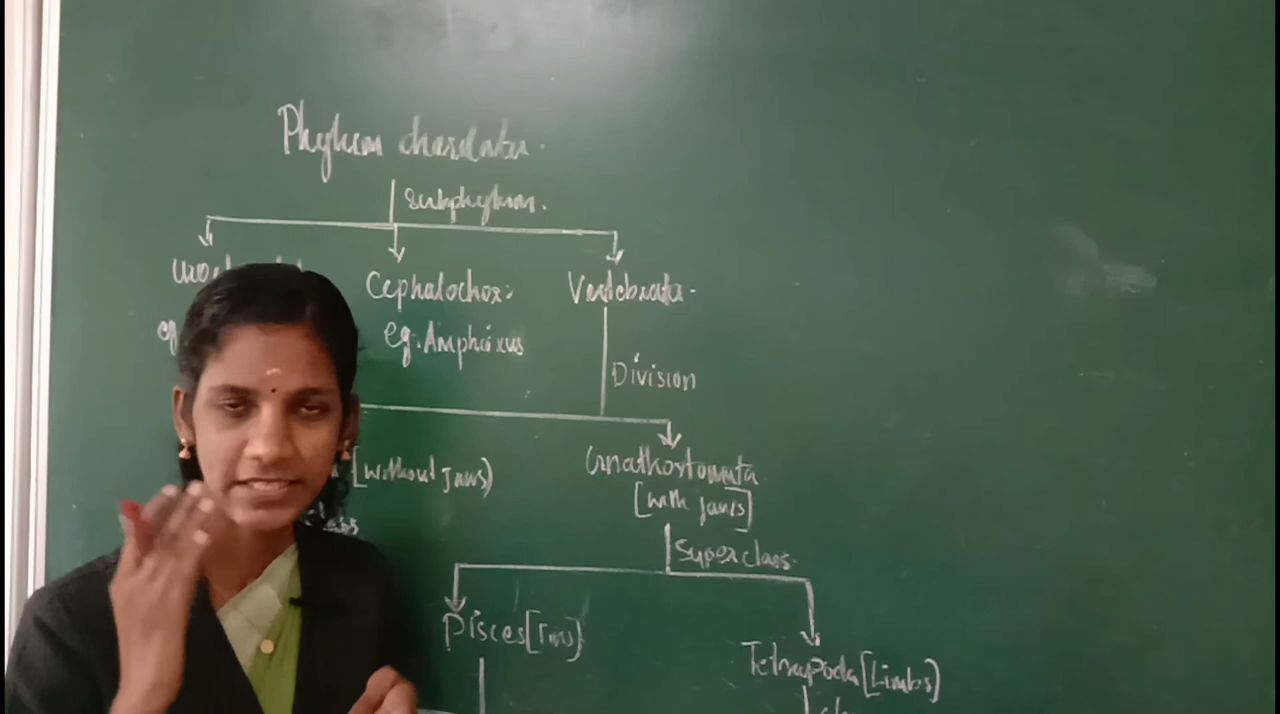 Phylum chordata.
subphylum.
Cephalochor:
Vertebrata.
eg:Amphioxus
Division
[without jaws)
Gnathostomata
[with jaws]
Superclass.
Pisces[Fins}
Tetrapoda[Limbs)